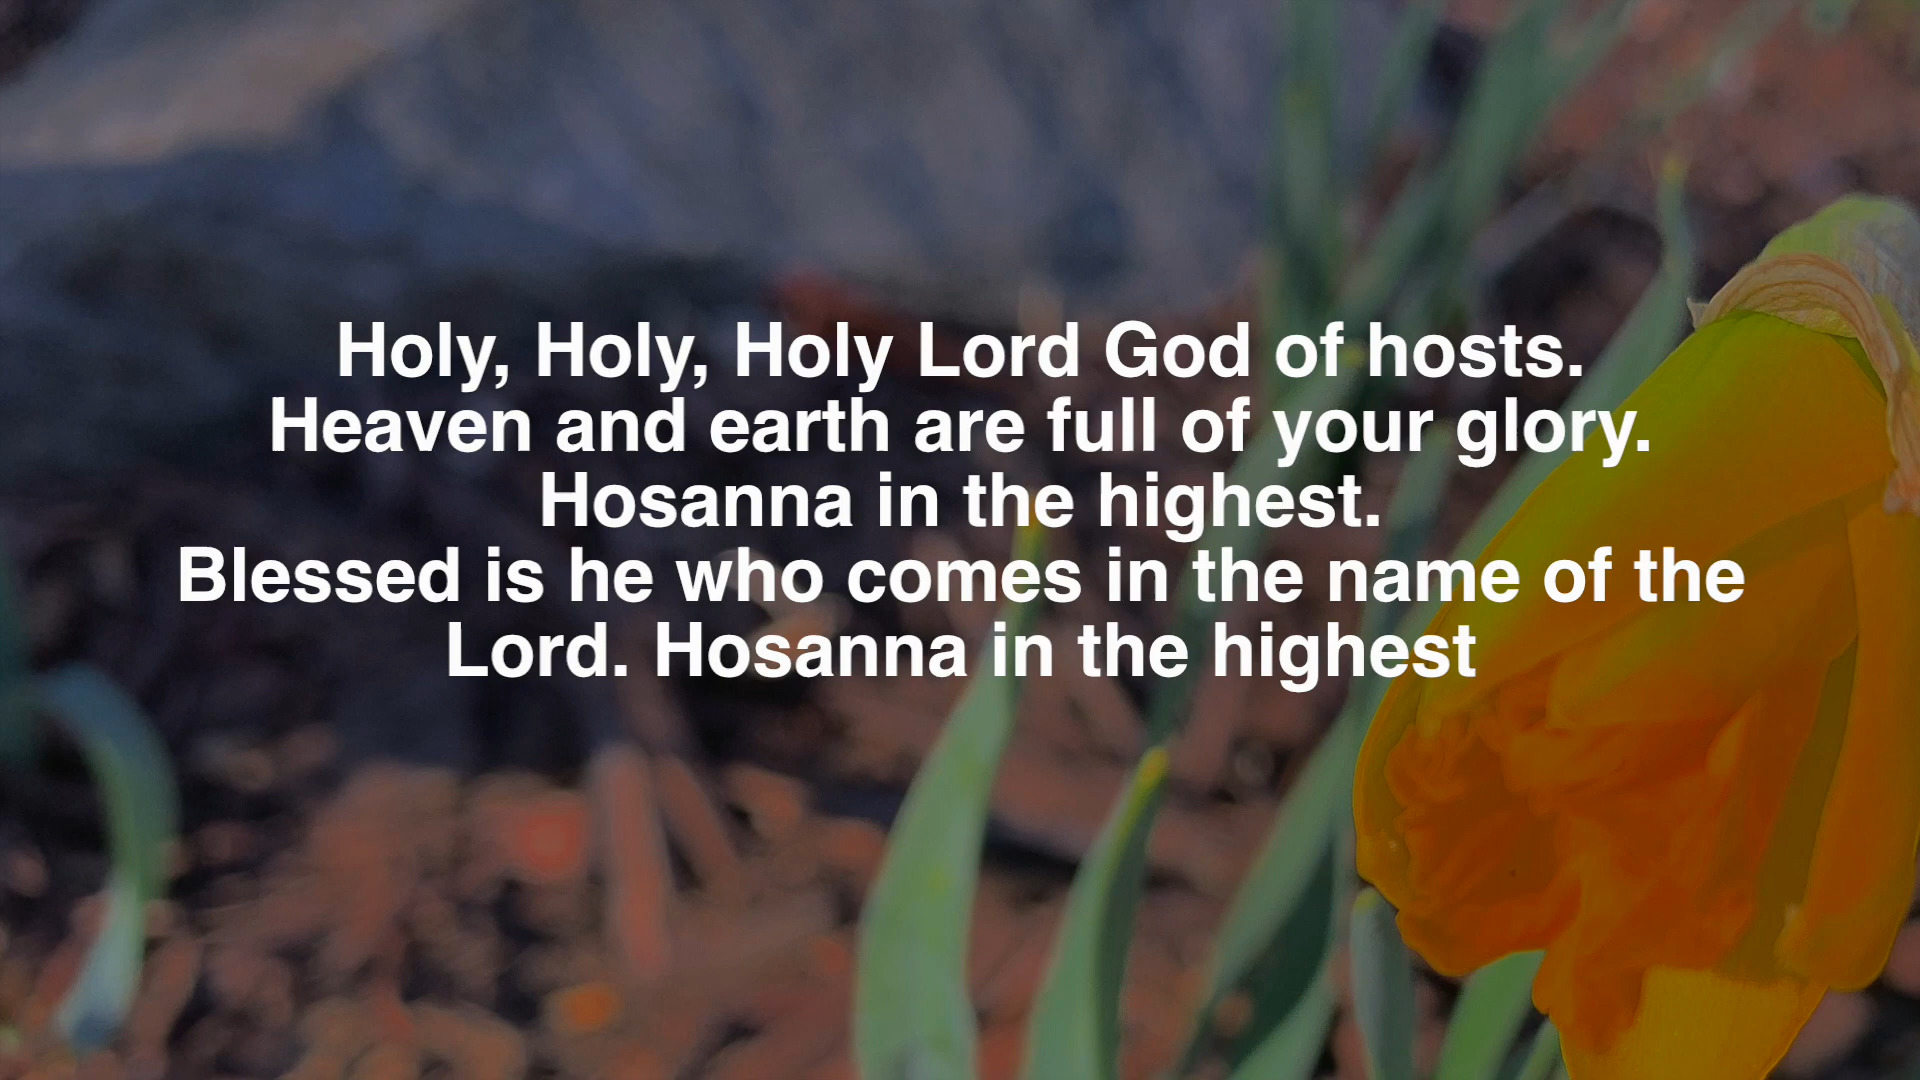 Holy, Holy, Holy Lord God of hosts.
Heaven and earth are full of your glory.
Hosanna in the highest.
Blessed is he who comes in the name of the
Lord. Hosanna in the highest